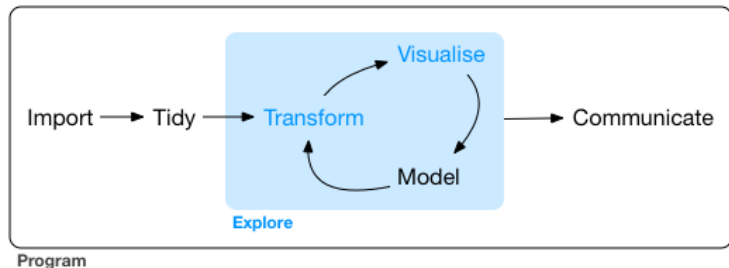 Visualise
Import
Tidy
Transform
Communicate
Model
Explore
Program